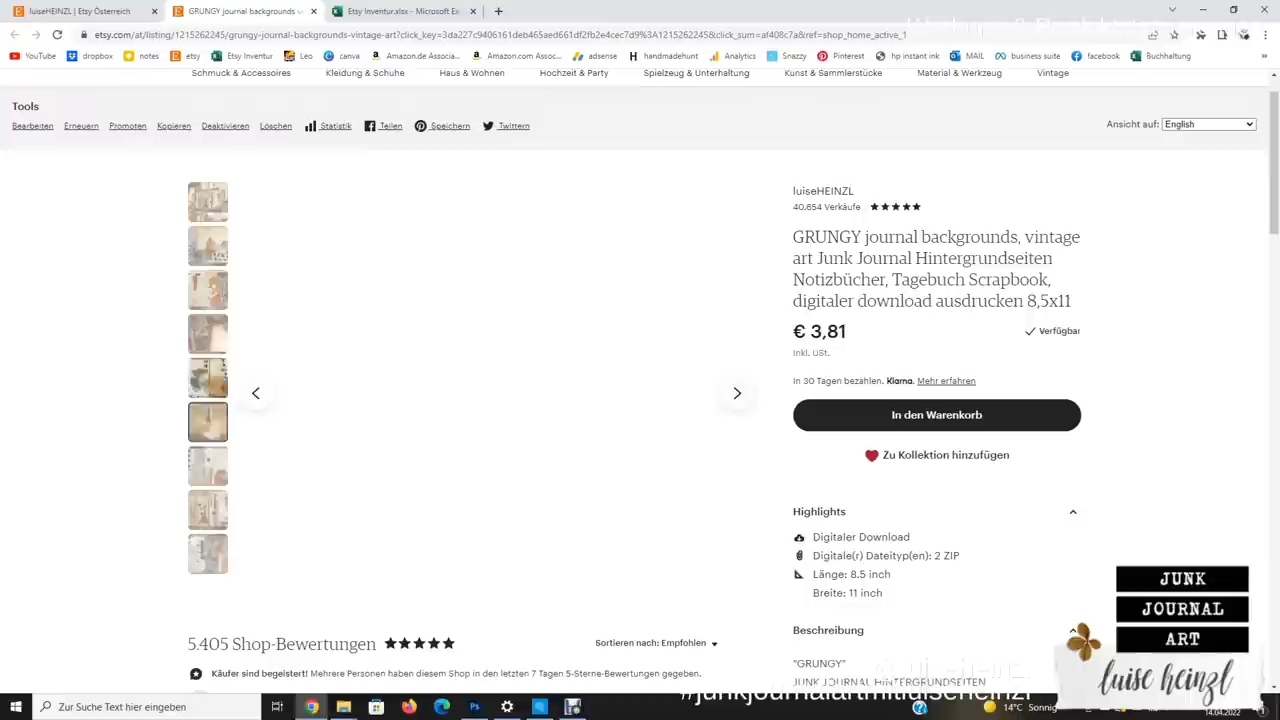 luiseHEINZL | Etsy Österreich
GRUNGY journal backgrounds v
Etsy Inventur.xlsx - Microsoft Ex
etsy.com/at/listing/1215262245/grungy-journal-backgrounds-vintage-art?click_key=3da227c9406161deb465aed661df2fb2e4cec7d9%3A1215262245&click_sum=af408c7a&ref=shop_home_active_1
YouTube
dropbox
notes
etsy
Etsy Inventur
Leo
canva
Amazon.de Associa...
Amazon.com Assoc...
adsense
handmadehunt
Analytics
Snazzy
Pinterest
hp instant ink
MAIL
business suite
facebook
Buchhaltung
Schmuck & Accessoires
Kleidung & Schuhe
Haus & Wohnen
Hochzeit & Party
Spielzeug & Unterhaltung
Kunst & Sammlerstücke
Material & Werkzeug
Vintage
Tools
Bearbeiten
Erneuern
Promoten
Kopieren
Deaktivieren
Löschen
Statistik
Teilen
Speichern
Twittern
Ansicht auf: English
luiseHEINZL
40.654 Verkäufe
GRUNGY journal backgrounds, vintage
art Junk Journal Hintergrundseiten
Notizbücher, Tagebuch Scrapbook,
digitaler download ausdrucken 8,5x11
€ 3,81
Verfügbar
Inkl. USt.
In 30 Tagen bezahlen. Klarna. Mehr erfahren
In den Warenkorb
Zu Kollektion hinzufügen
Highlights
Digitaler Download
Digitale(r) Dateityp(en): 2 ZIP
Länge: 8.5 inch
Breite: 11 inch
Beschreibung
"GRUNGY"
JUNK JOURNAL HINTERGRUNDSEITEN
5.405 Shop-Bewertungen
Sortieren nach: Empfohlen
Käufer sind begeistert! Mehrere Personen haben diesem Shop in den letzten 7 Tagen 5-Sterne-Bewertungen gegeben.
JUNK
JOURNAL
ART
luise heinzl
#junkjournalartmitluiseheinzl
Zur Suche Text hier eingeben
14°C Sonnig
14.04.2022